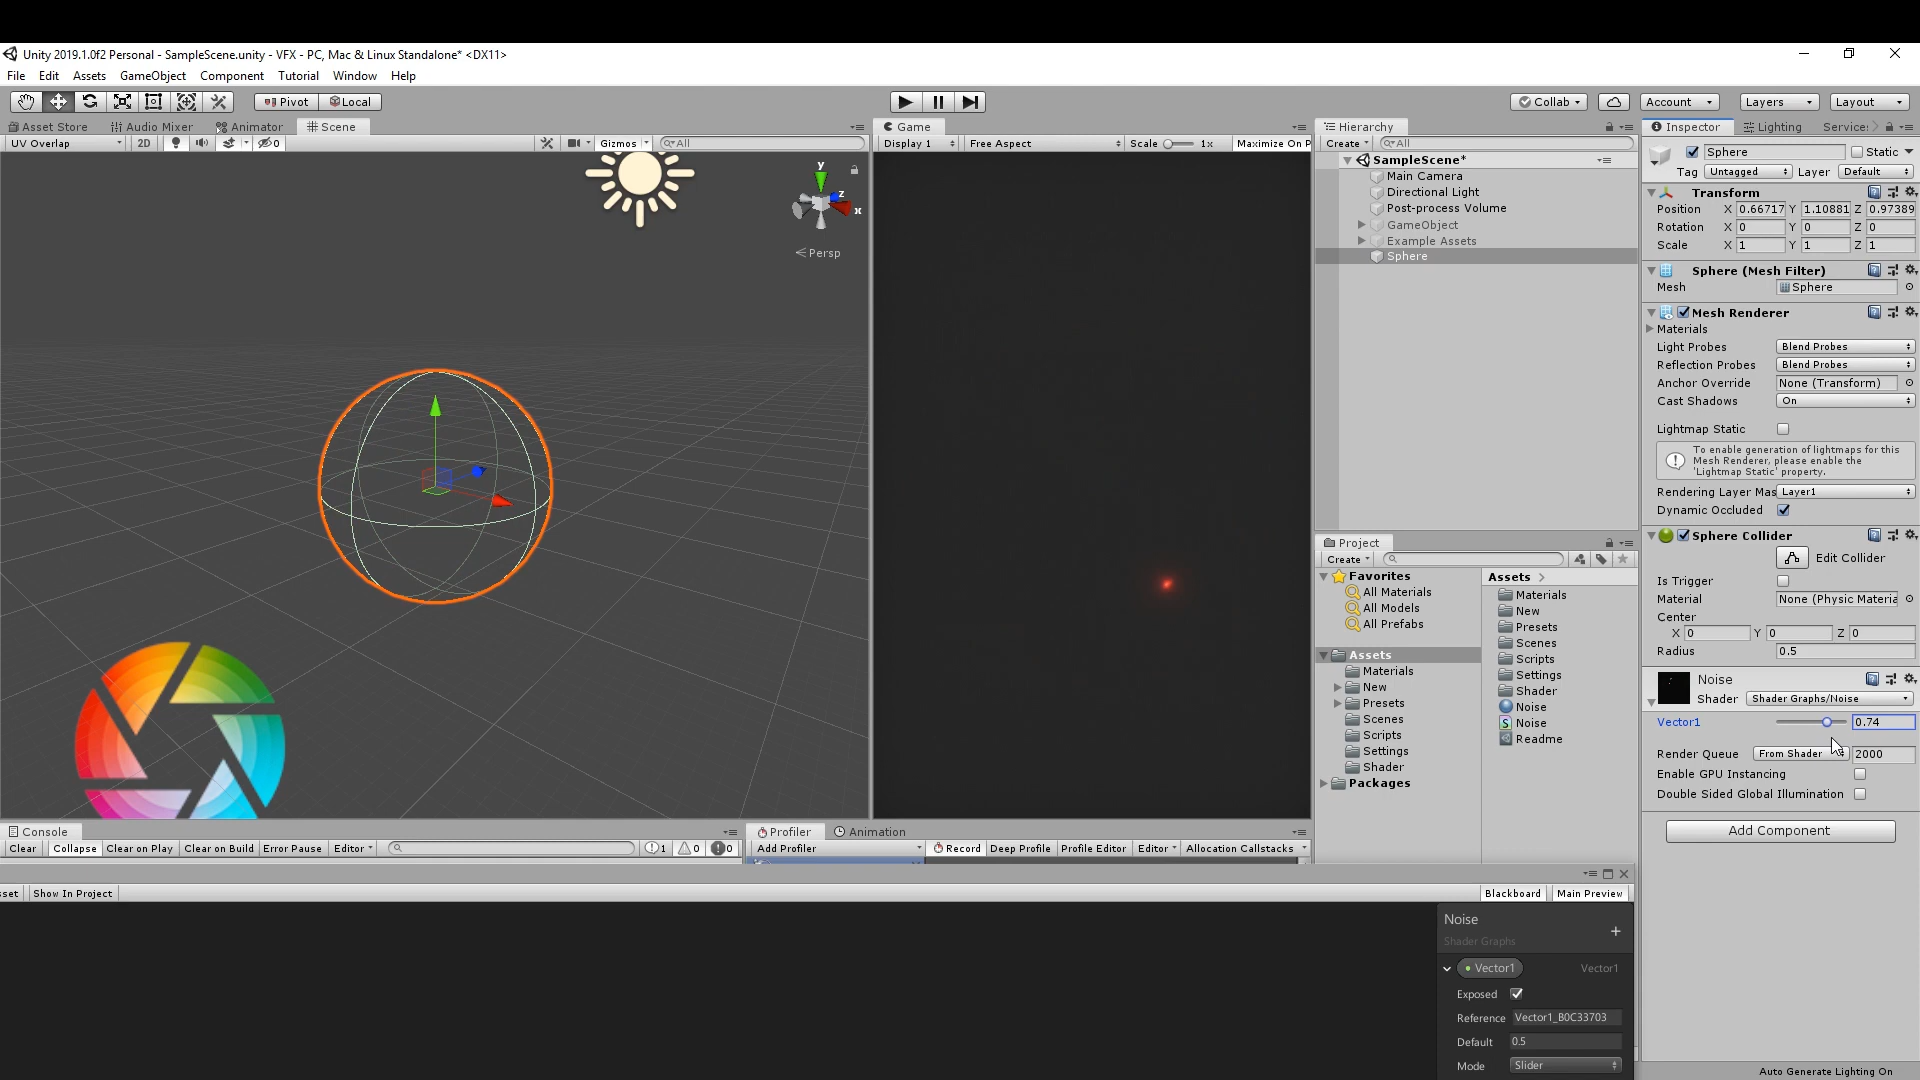 Unity 2019.1.0f2 Personal - SampleScene.unity - VFX - PC, Mac & Linux Standalone* <DX11>
File Edit Assets GameObject Component Tutorial Window Help
Pivot Local
Collab Account Layers Layout
Asset Store Audio Mixer Animator Scene
UV Overlap 2D 0 Gizmos All
y
z
x
Persp
Game
Display 1 Free Aspect Scale 1x Maximize On P
Hierarchy
Create All
SampleScene*
Main Camera
Directional Light
Post-process Volume
GameObject
Example Assets
Sphere
Project
Create
Favorites
All Materials
All Models
All Prefabs
Assets
Materials
New
Presets
Scenes
Scripts
Settings
Shader
Packages
Assets
Materials
New
Presets
Scenes
Scripts
Settings
Shader
Noise
Noise
Readme
Inspector Lighting Service
Sphere Static
Tag Untagged Layer Default
Transform
Position X 0.66717 Y 1.10881 Z 0.97389
Rotation X 0 Y 0 Z 0
Scale X 1 Y 1 Z 1
Sphere (Mesh Filter)
Mesh Sphere
Mesh Renderer
Materials
Light Probes Blend Probes
Reflection Probes Blend Probes
Anchor Override None (Transform)
Cast Shadows On
Lightmap Static
To enable generation of lightmaps for this
Mesh Renderer, please enable the
'Lightmap Static' property.
Rendering Layer Mas Layer1
Dynamic Occluded
Sphere Collider
Edit Collider
Is Trigger
Material None (Physic Materia
Center
X 0 Y 0 Z 0
Radius 0.5
Noise
Shader Shader Graphs/Noise
Vector1 0.74
Render Queue From Shader 2000
Enable GPU Instancing
Double Sided Global Illumination
Add Component
Console
Clear Collapse Clear on Play Clear on Build Error Pause Editor 1 0 0
Profiler Animation
Add Profiler Record Deep Profile Profile Editor Editor Allocation Callstacks
sset Show In Project Blackboard Main Preview
Noise
Shader Graphs
Vector1 Vector1
Exposed
Reference Vector1_B0C33703
Default 0.5
Mode Slider
Auto Generate Lighting On